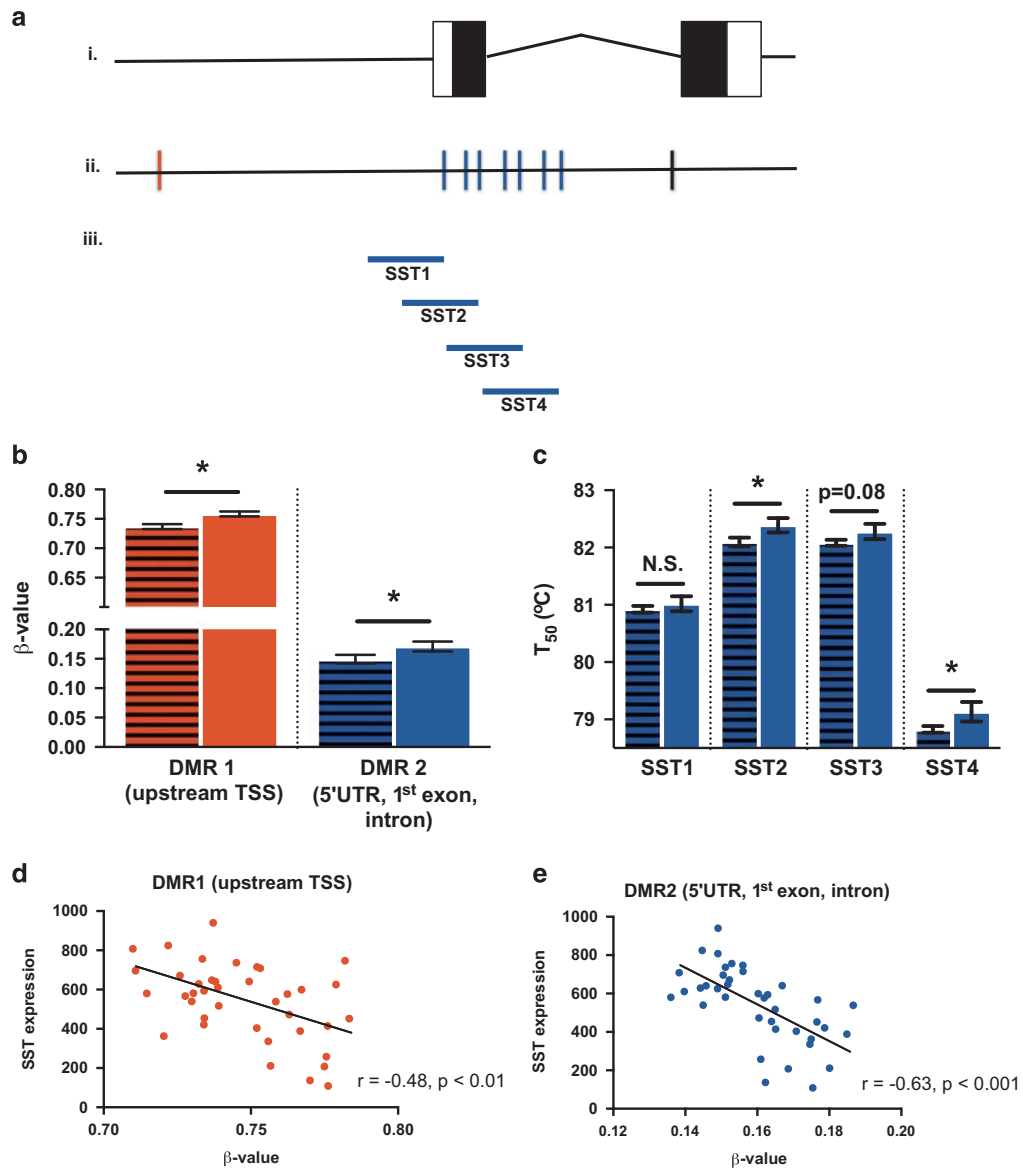 a
i.
ii.
iii.
SST1
SST2
SST3
SST4
b
β-value
0.80
0.75
0.70
0.65
0.20
0.15
0.10
0.05
0.00
*
*
DMR 1
(upstream TSS)
DMR 2
(5'UTR, 1st exon,
intron)
c
T50 (ºC)
83
82
81
80
79
N.S.
*
p=0.08
*
SST1
SST2
SST3
SST4
d
DMR1 (upstream TSS)
SST expression
1000
800
600
400
200
0
0.70
0.75
0.80
r = -0.48, p < 0.01
β-value
e
DMR2 (5'UTR, 1st exon, intron)
SST expression
1000
800
600
400
200
0
0.12
0.14
0.16
0.18
0.20
r = -0.63, p < 0.001
β-value